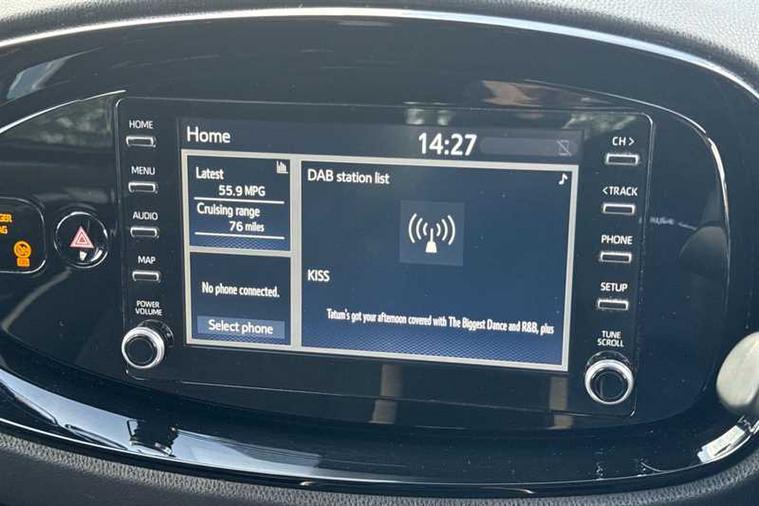 HOME
MENU
AUDIO
MAP
POWER
VOLUME
Home
14:27
Latest
55.9 MPG
Cruising range
76 miles
No phone connected.
Select phone
DAB station list
KISS
Tatum's got your afternoon covered with The Biggest Dance and R&B, plus
CH >
< TRACK
PHONE
SETUP
TUNE
SCROLL